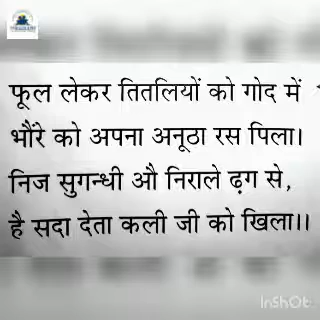 फूल लेकर तितलियों को गोद में
भौंरे को अपना अनूठा रस पिला।
निज सुगन्धी औ निराले ढ़ग से,
है सदा देता कली जी को खिला।।
InShOt